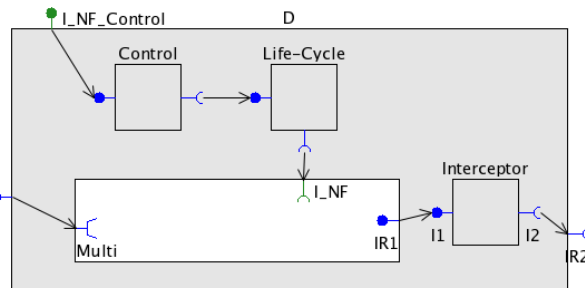 I_NF_Control
D
Control
Life-Cycle
Interceptor
I_NF
Multi
IR1
I1
I2
IR2